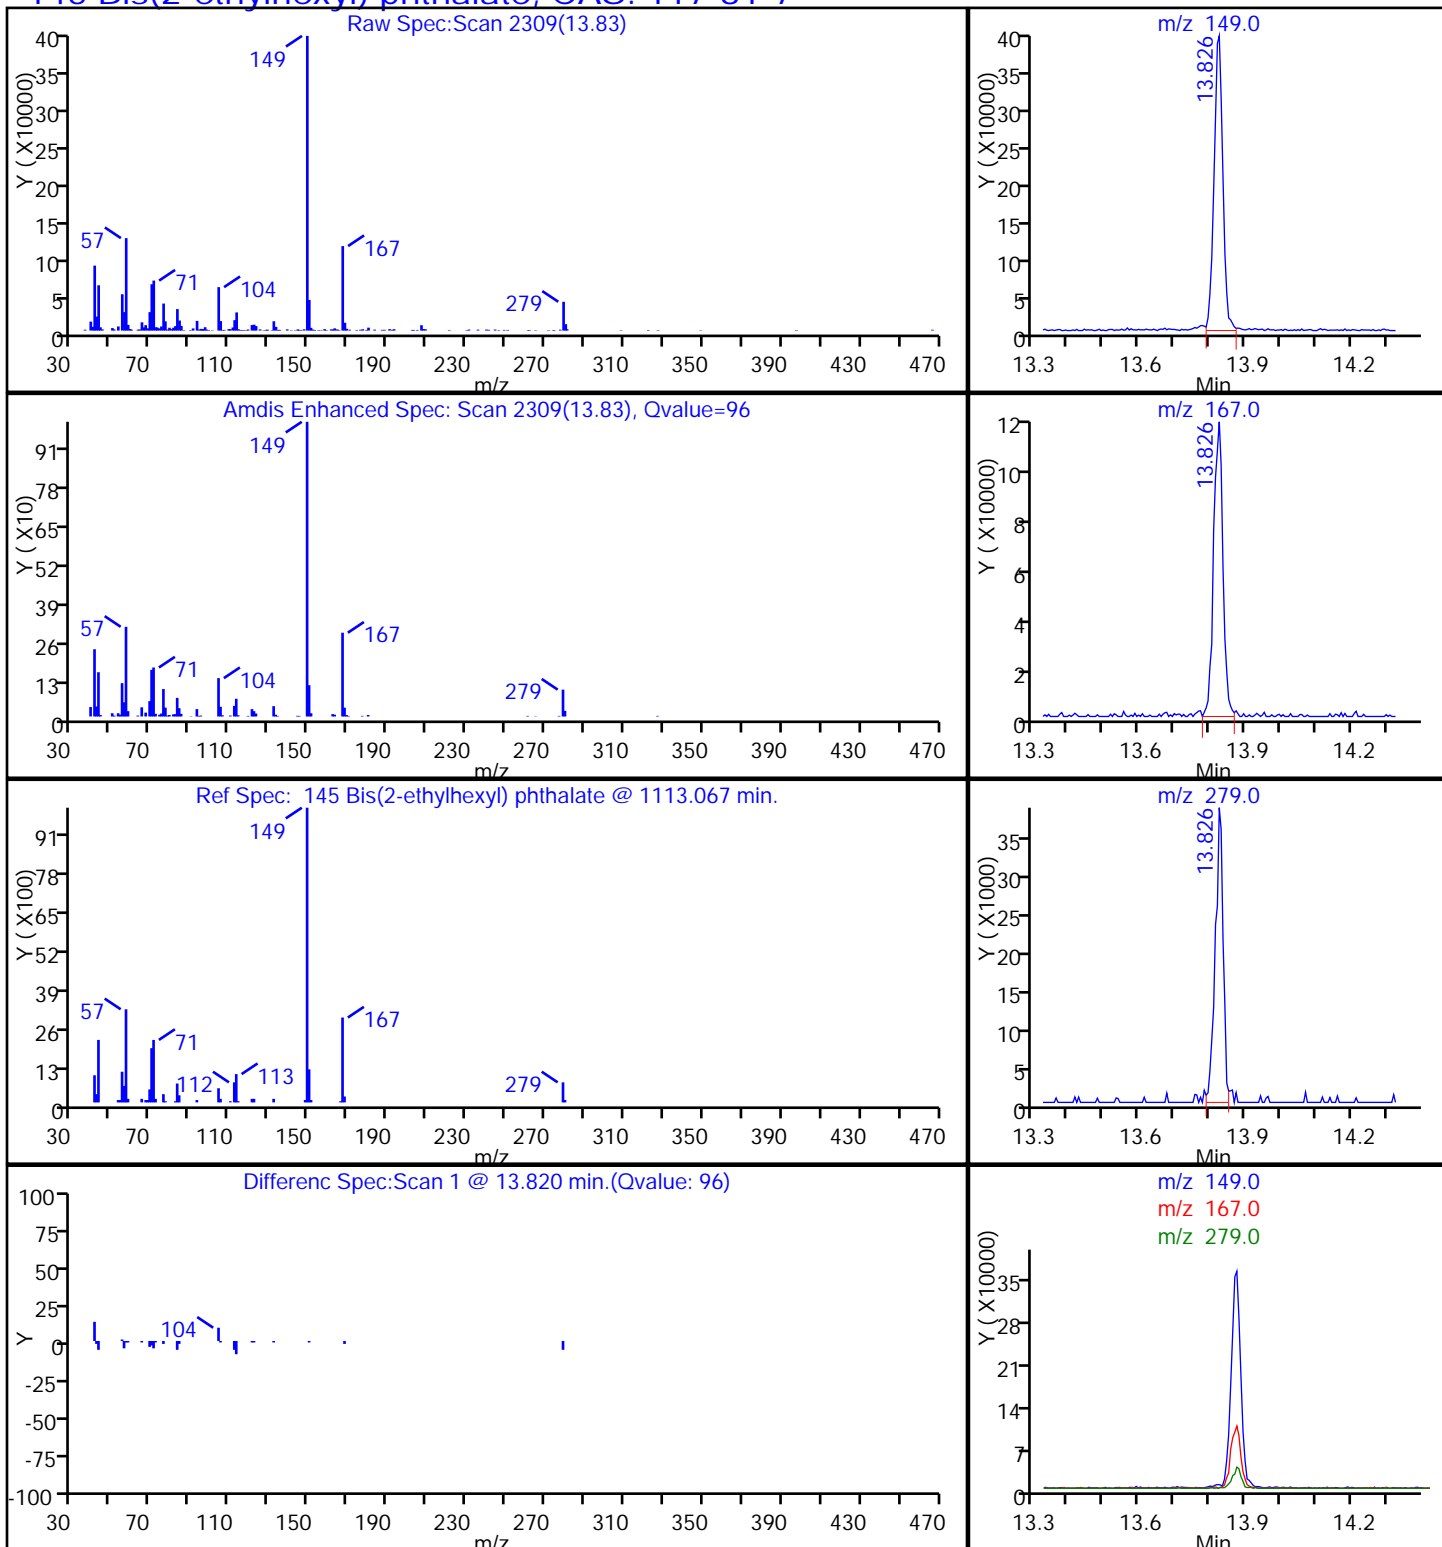 145 Bis(2-ethylhexyl) phthalate, CAS: 117-81-7
Raw Spec:Scan 2309(13.83)
Y ( X10000)
40
35
30
25
20
15
10
5
0
149
57
71
104
167
279
30 70 110 150 190 230 270 310 350 390 430 470
m/z
m/z 149.0
Y ( X10000)
40
35
30
25
20
15
10
5
0
13.826
13.3 13.6 13.9 14.2
Min
Amdis Enhanced Spec: Scan 2309(13.83), Qvalue=96
Y ( X10)
91
78
65
52
39
26
13
0
149
57
71
104
167
279
30 70 110 150 190 230 270 310 350 390 430 470
m/z
m/z 167.0
Y ( X10000)
12
10
8
6
4
2
0
13.826
13.3 13.6 13.9 14.2
Min
Ref Spec: 145 Bis(2-ethylhexyl) phthalate @ 1113.067 min.
Y ( X100)
91
78
65
52
39
26
13
0
149
57
71
112
113
167
279
30 70 110 150 190 230 270 310 350 390 430 470
m/z
m/z 279.0
Y ( X1000)
35
30
25
20
15
10
5
0
13.826
13.3 13.6 13.9 14.2
Min
Differenc Spec:Scan 1 @ 13.820 min.(Qvalue: 96)
Y
100
75
50
25
0
-25
-50
-75
-100
104
30 70 110 150 190 230 270 310 350 390 430 470
m/z
m/z 149.0
m/z 167.0
m/z 279.0
Y ( X10000)
35
28
21
14
7
0
13.3 13.6 13.9 14.2
Min